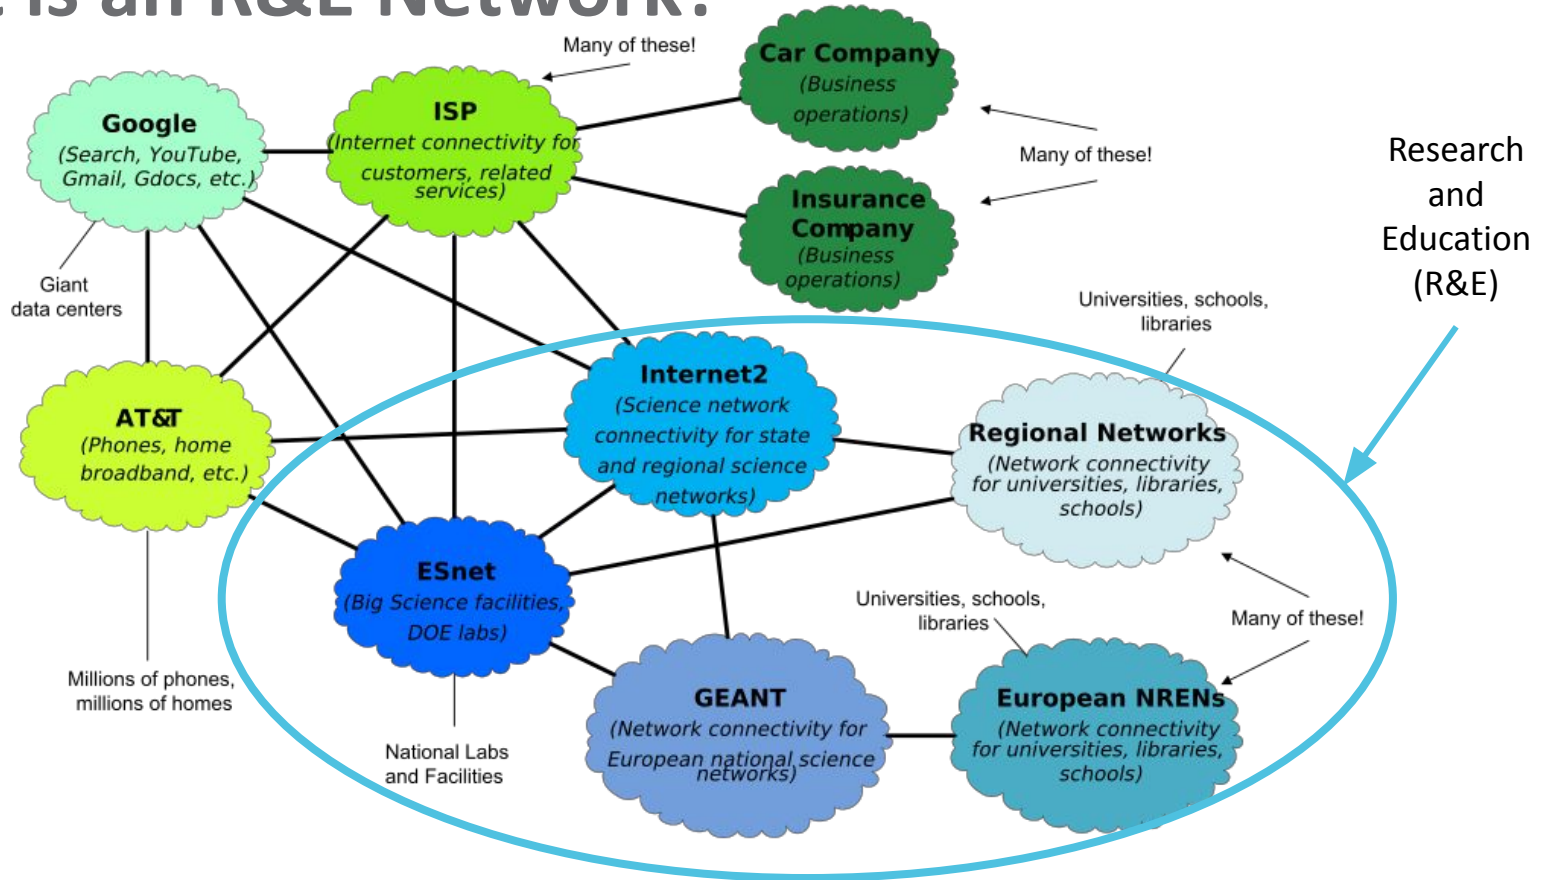 is an R&E Network?
Many of these!
Car Company
(Business
operations)
Google
(Search, YouTube,
Gmail, Gdocs, etc.)
ISP
(Internet connectivity for
customers, related
services)
Many of these!
Research
and
Education
(R&E)
Insurance
Company
(Business
operations)
Giant
data centers
Universities, schools,
libraries
AT&T
(Phones, home
broadband, etc.)
Internet2
(Science network
connectivity for state
and regional science
networks)
Regional Networks
(Network connectivity
for universities, libraries,
schools)
ESnet
(Big Science facilities,
DOE labs)
Universities, schools,
libraries
Many of these!
Millions of phones,
millions of homes
GEANT
(Network connectivity for
European national science
networks)
European NRENs
(Network connectivity
for universities, libraries,
schools)
National Labs
and Facilities